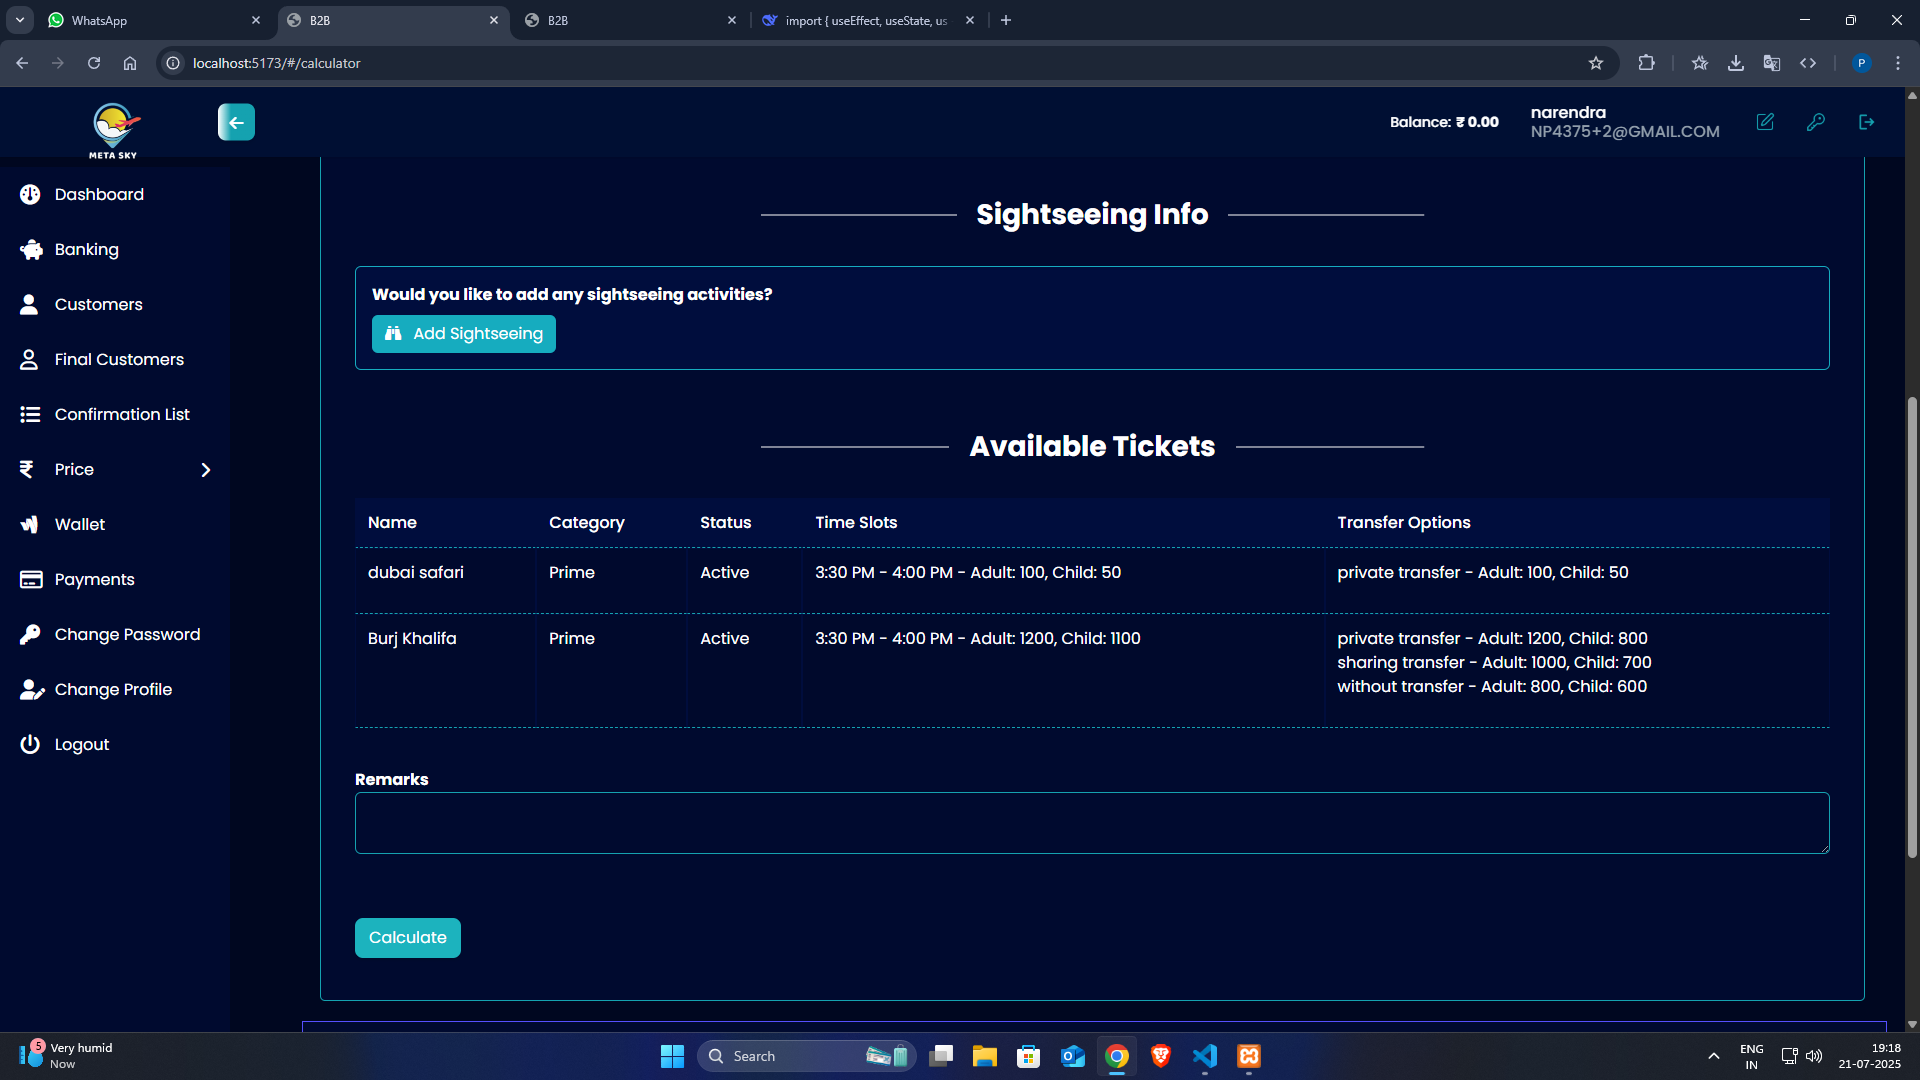 WhatsApp
B2B
B2B
import { useEffect, useState, us
localhost:5173/#/calculator
P
META SKY
Balance: ₹ 0.00
narendra
NP4375+2@GMAIL.COM
Dashboard
Banking
Customers
Final Customers
Confirmation List
Price
Wallet
Payments
Change Password
Change Profile
Logout
Sightseeing Info
Would you like to add any sightseeing activities?
Add Sightseeing
Available Tickets
Name Category Status Time Slots Transfer Options
dubai safari Prime Active 3:30 PM - 4:00 PM - Adult: 100, Child: 50 private transfer - Adult: 100, Child: 50
Burj Khalifa Prime Active 3:30 PM - 4:00 PM - Adult: 1200, Child: 1100 private transfer - Adult: 1200, Child: 800
sharing transfer - Adult: 1000, Child: 700
without transfer - Adult: 800, Child: 600
Remarks
Calculate
5
Very humid
Now
Search
ENG
IN
19:18
21-07-2025